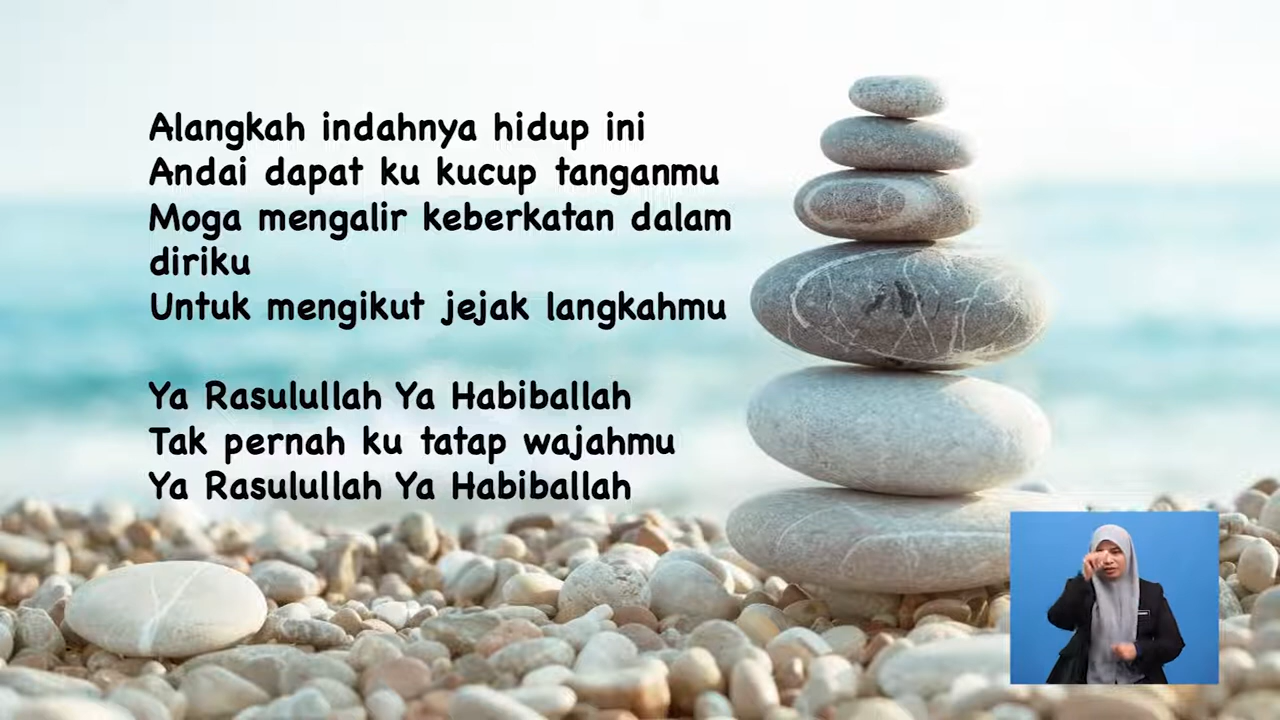 Alangkah indahnya hidup ini
Andai dapat ku kucup tanganmu
Moga mengalir keberkatan dalam
diriku
Untuk mengikut jejak langkahmu
Ya Rasulullah Ya Habiballah
Tak pernah ku tatap wajahmu
Ya Rasulullah Ya Habiballah